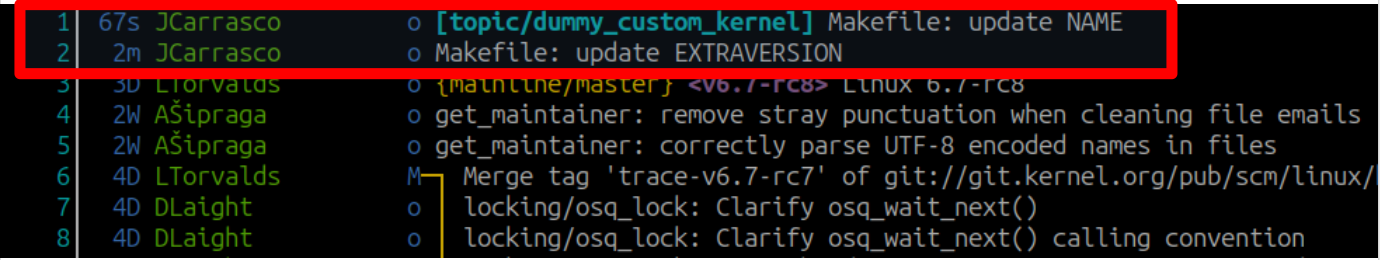 1 67s JCarrasco o [topic/dummy_custom_kernel] Makefile: update NAME
2 2m JCarrasco o Makefile: update EXTRAVERSION
3 3D LTorvalds o {mainline/master} <v6.7-rc8> Linux 6.7-rc8
4 2W AŠipraga o get_maintainer: remove stray punctuation when cleaning file emails
5 2W AŠipraga o get_maintainer: correctly parse UTF-8 encoded names in files
6 4D LTorvalds M Merge tag 'trace-v6.7-rc7' of git://git.kernel.org/pub/scm/linux/
7 4D DLaight o locking/osq_lock: Clarify osq_wait_next()
8 4D DLaight o locking/osq_lock: Clarify osq_wait_next() calling convention